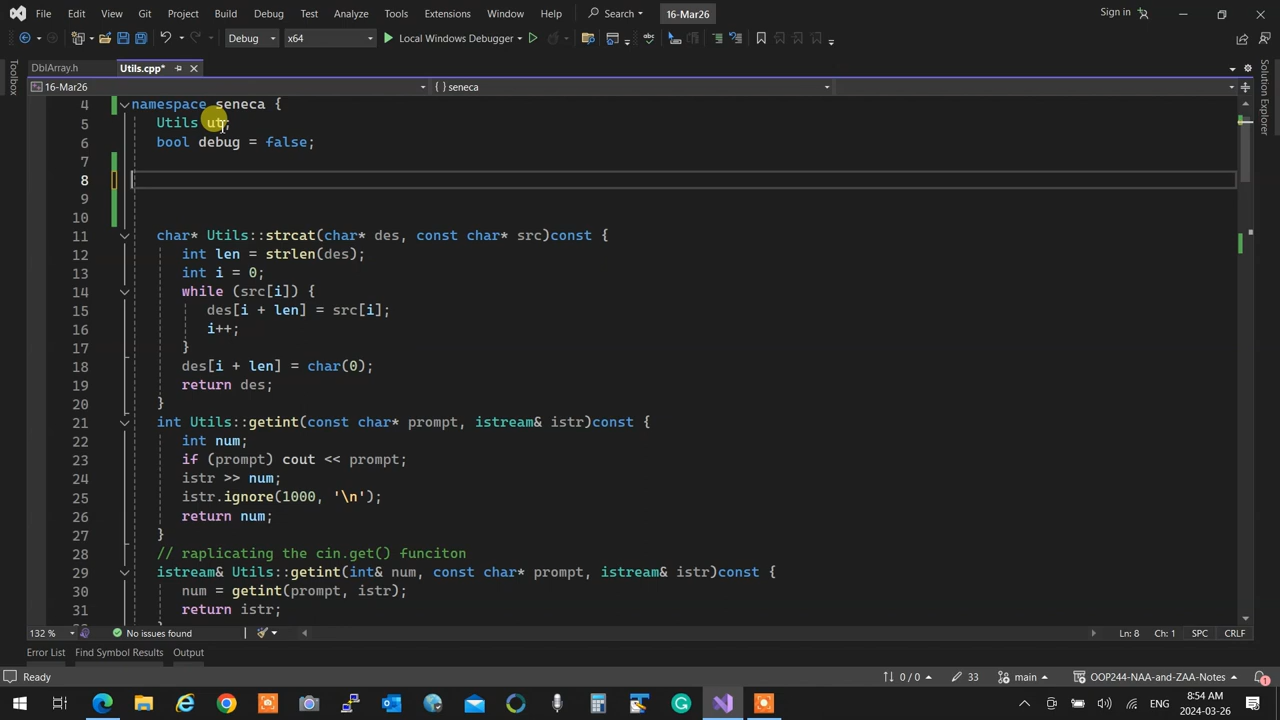 File Edit View Git Project Build Debug Test Analyze Tools Extensions Window Help Search 16-Mar26 Sign in
Debug x64 Local Windows Debugger
DblArray.h Utils.cpp*
16-Mar26 { } seneca
Toolbox
Solution Explorer
4 namespace seneca {
5 Utils ut;
6 bool debug = false;
7
8
9
10
11 char* Utils::strcat(char* des, const char* src)const {
12 int len = strlen(des);
13 int i = 0;
14 while (src[i]) {
15 des[i + len] = src[i];
16 i++;
17 }
18 des[i + len] = char(0);
19 return des;
20 }
21 int Utils::getint(const char* prompt, istream& istr)const {
22 int num;
23 if (prompt) cout << prompt;
24 istr >> num;
25 istr.ignore(1000, '\n');
26 return num;
27 }
28 // raplicating the cin.get() funciton
29 istream& Utils::getint(int& num, const char* prompt, istream& istr)const {
30 num = getint(prompt, istr);
31 return istr;
132 % No issues found Ln: 8 Ch: 1 SPC CRLF
Error List Find Symbol Results Output
Ready 0 / 0 33 main OOP244-NAA-and-ZAA-Notes
ENG 8:54 AM
2024-03-26